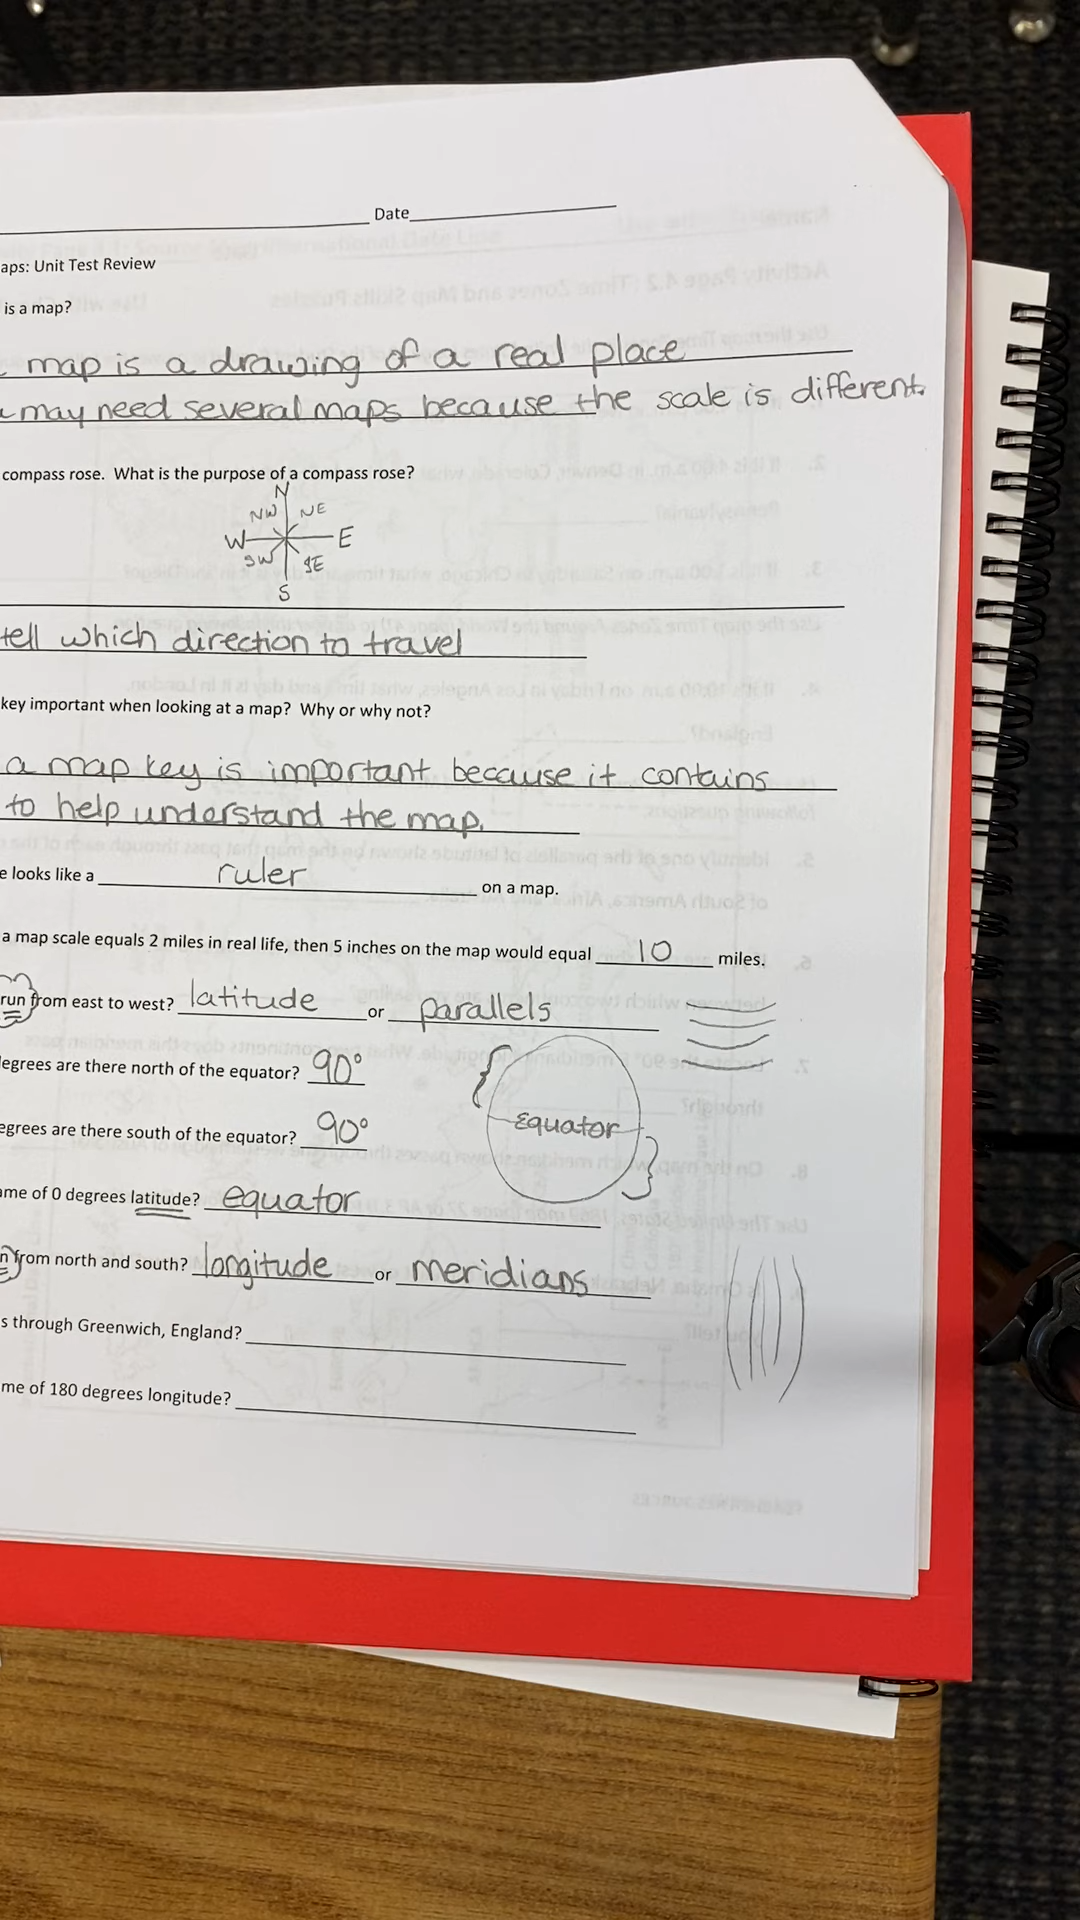 Date
aps: Unit Test Review
is a map?
map is a drawing of a real place
may need several maps because the scale is different.
compass rose. What is the purpose of a compass rose?
N
NW NE
W E
SW SE
S
tell which direction to travel
key important when looking at a map? Why or why not?
a map key is important because it contains
to help understand the map.
e looks like a ruler on a map.
a map scale equals 2 miles in real life, then 5 inches on the map would equal 10 miles.
run from east to west? latitude or parallels
egrees are there north of the equator? 90°
egrees are there south of the equator? 90°
Equator
ame of 0 degrees latitude? equator
n from north and south? longitude or meridians
s through Greenwich, England?
me of 180 degrees longitude?